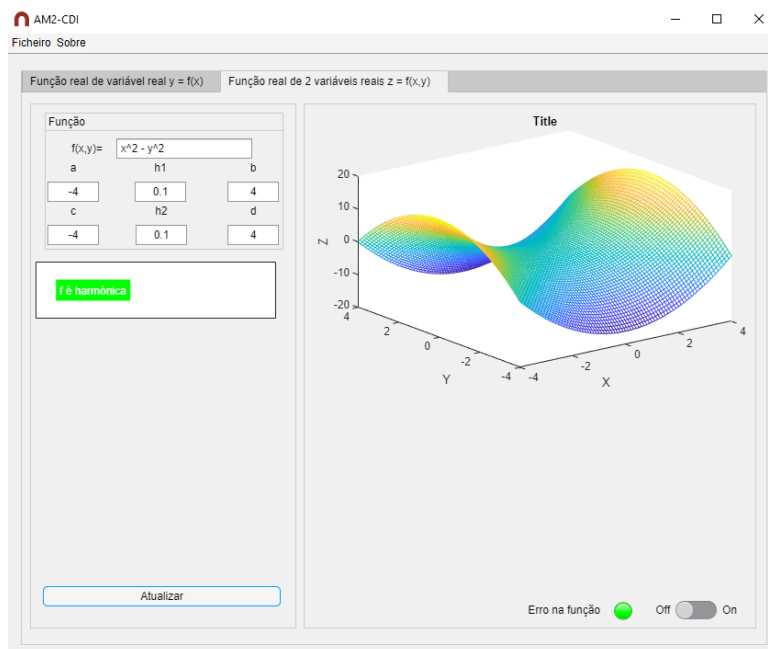 AM2-CDI
Ficheiro Sobre
Função real de variável real y = f(x) Função real de 2 variáveis reais z = f(x,y)
Função
f(x,y)= x^2 - y^2
a h1 b
-4 0.1 4
c h2 d
-4 0.1 4
f é harmónica
Atualizar
Title
20
10
0
-10
-20
Z
4
2
0
-2
-4
Y
-4
-2
0
2
4
X
Erro na função Off On